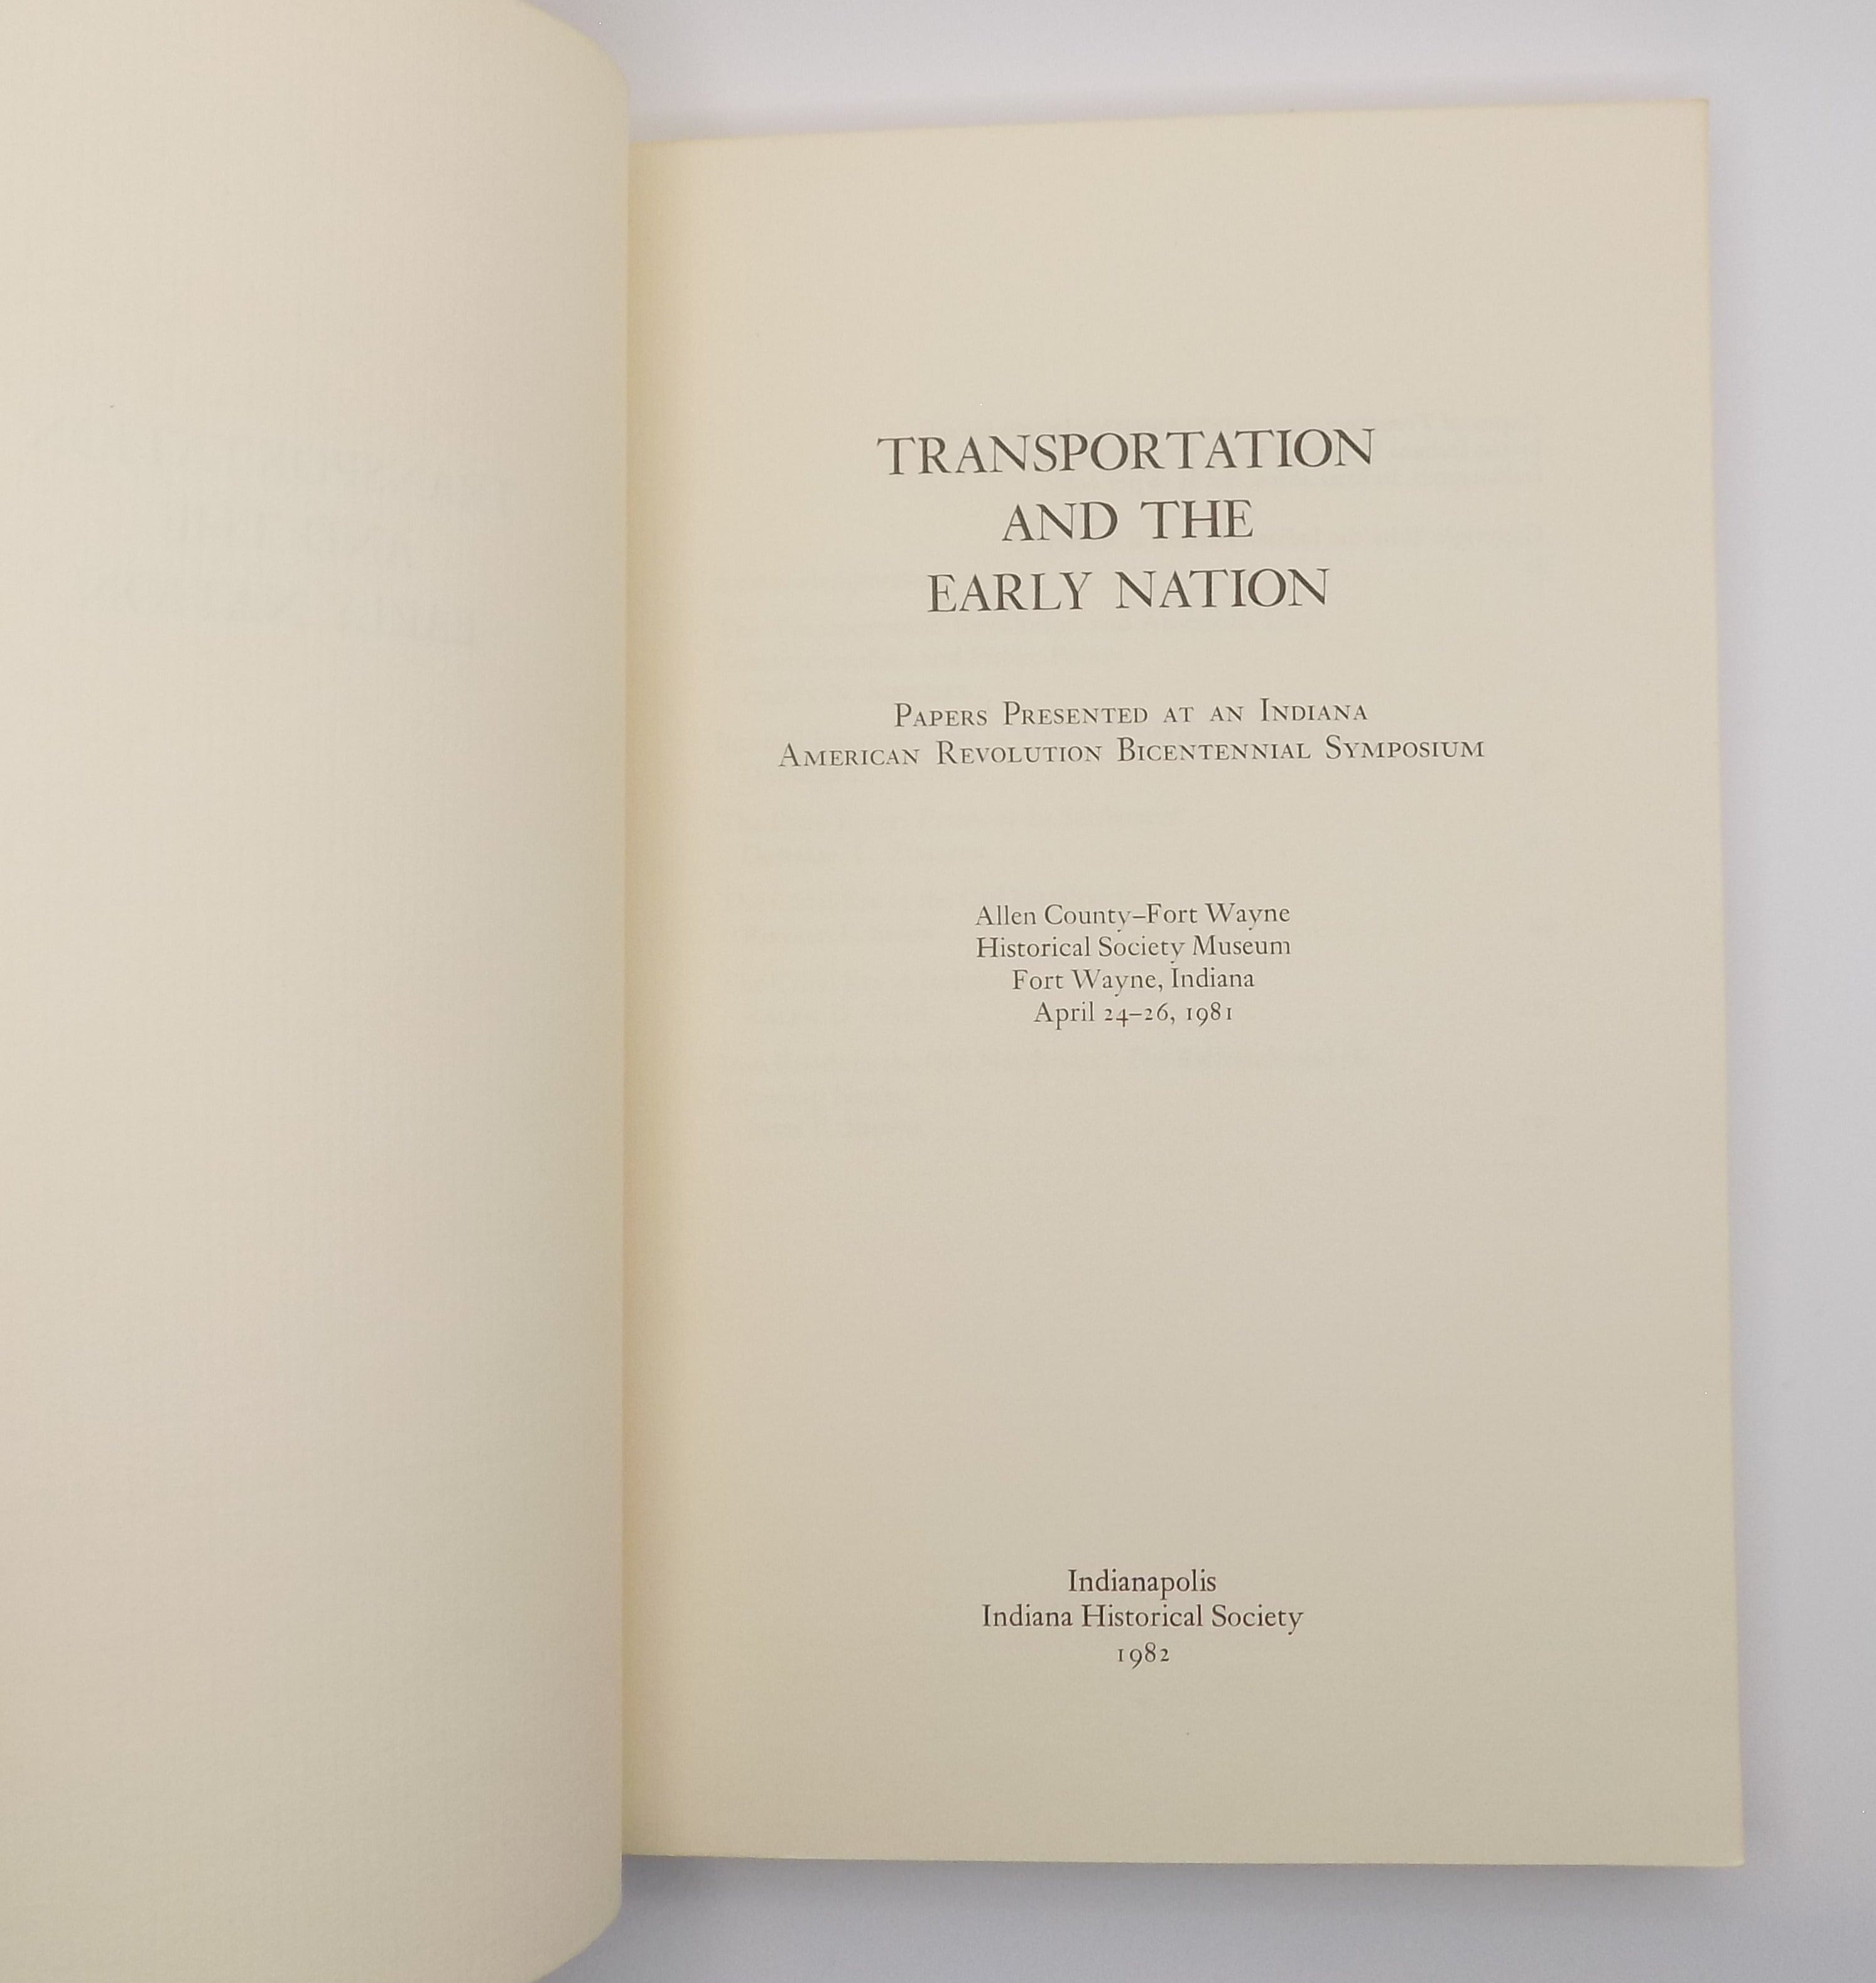 TRANSPORTATION
AND THE
EARLY NATION
Papers Presented at an Indiana
American Revolution Bicentennial Symposium
Allen County–Fort Wayne
Historical Society Museum
Fort Wayne, Indiana
April 24–26, 1981
Indianapolis
Indiana Historical Society
1982